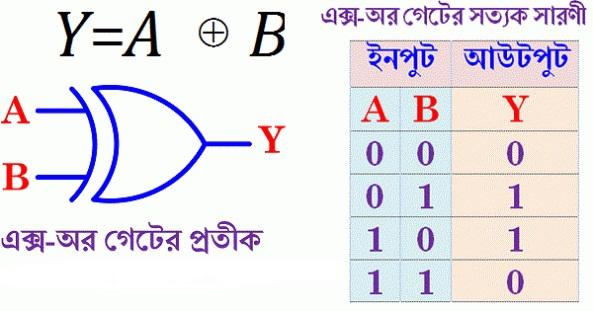 Y=A ⊕ B
A
B
Y
এক্স-অর গেটের প্রতীক
এক্স-অর গেটের সত্যক সারণী
ইনপুট আউটপুট
A B Y
0 0 0
0 1 1
1 0 1
1 1 0